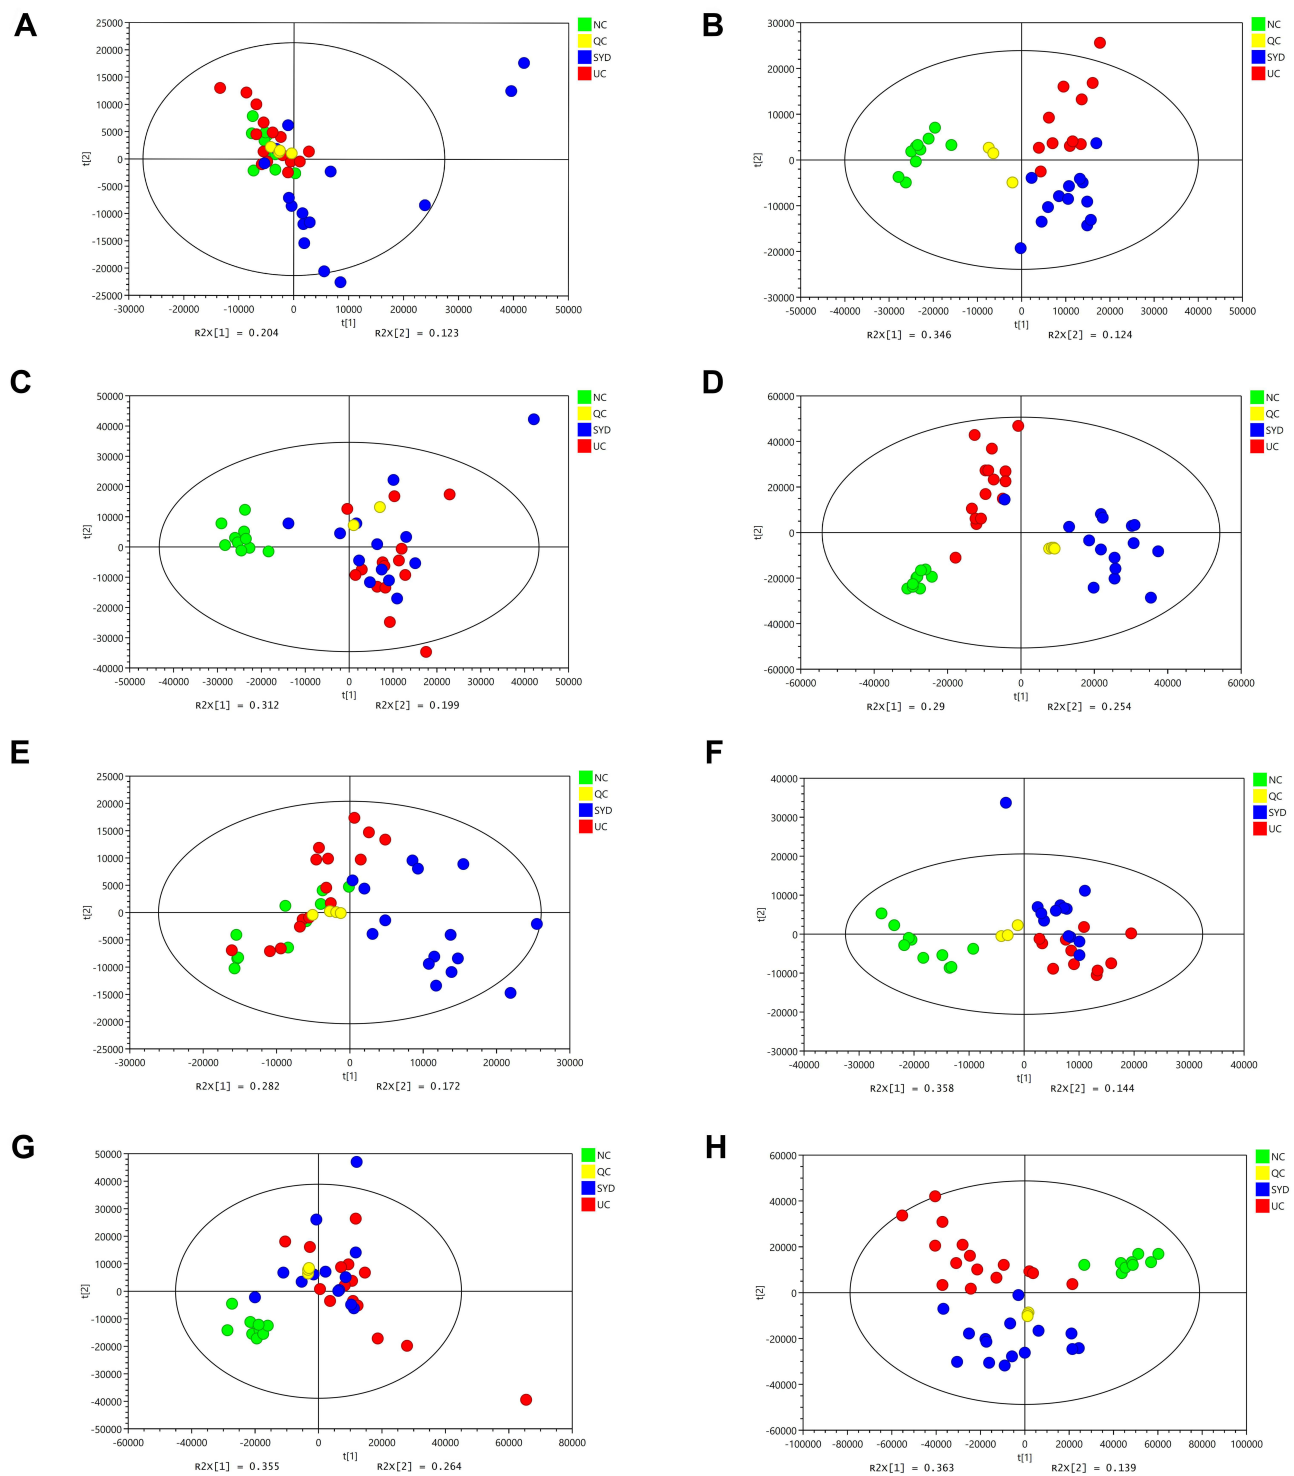 A
25000
20000
15000
10000
5000
0
-5000
-10000
-15000
-20000
-25000
t[2]
-30000 -20000 -10000 0 10000 20000 30000 40000 50000
t[1]
R2X[1] = 0.204 R2X[2] = 0.123
NC
QC
SYD
UC
B
30000
20000
10000
0
-10000
-20000
-30000
t[2]
-50000 -40000 -30000 -20000 -10000 0 10000 20000 30000 40000 50000
t[1]
R2X[1] = 0.346 R2X[2] = 0.124
NC
QC
SYD
UC
C
50000
40000
30000
20000
10000
0
-10000
-20000
-30000
-40000
t[2]
-50000 -40000 -30000 -20000 -10000 0 10000 20000 30000 40000 50000
t[1]
R2X[1] = 0.312 R2X[2] = 0.199
NC
QC
SYD
UC
D
60000
40000
20000
0
-20000
-40000
-60000
t[2]
-60000 -40000 -20000 0 20000 40000 60000
t[1]
R2X[1] = 0.29 R2X[2] = 0.254
NC
QC
SYD
UC
E
25000
20000
15000
10000
5000
0
-5000
-10000
-15000
-20000
-25000
t[2]
-30000 -20000 -10000 0 10000 20000 30000
t[1]
R2X[1] = 0.282 R2X[2] = 0.172
NC
QC
SYD
UC
F
40000
30000
20000
10000
0
-10000
-20000
-30000
t[2]
-40000 -30000 -20000 -10000 0 10000 20000 30000 40000
t[1]
R2X[1] = 0.358 R2X[2] = 0.144
NC
QC
SYD
UC
G
50000
40000
30000
20000
10000
0
-10000
-20000
-30000
-40000
-50000
t[2]
-60000 -40000 -20000 0 20000 40000 60000 80000
t[1]
R2X[1] = 0.355 R2X[2] = 0.264
NC
QC
SYD
UC
H
60000
40000
20000
0
-20000
-40000
-60000
t[2]
-100000 -80000 -60000 -40000 -20000 0 20000 40000 60000 80000 100000
t[1]
R2X[1] = 0.363 R2X[2] = 0.139
NC
QC
SYD
UC